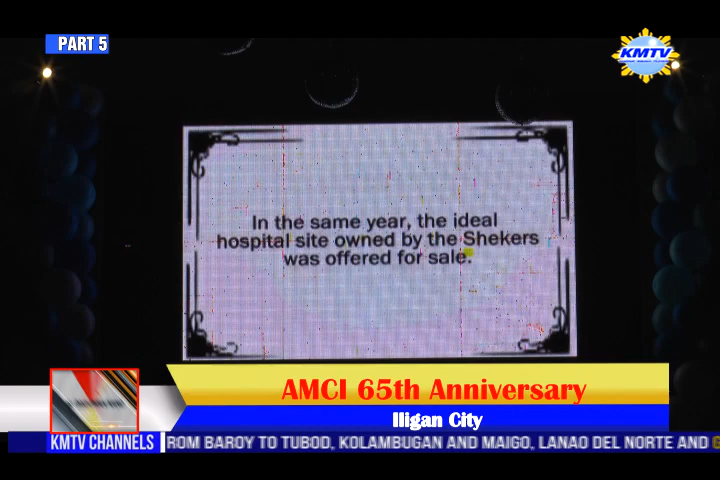 PART 5
KMTV
In the same year, the ideal
hospital site owned by the Shekers
was offered for sale.
AMCI 65th Anniversary
Iligan City
KMTV CHANNELS
ROM BAROY TO TUBOD, KOLAMBUGAN AND MAIGO, LANAO DEL NORTE AND